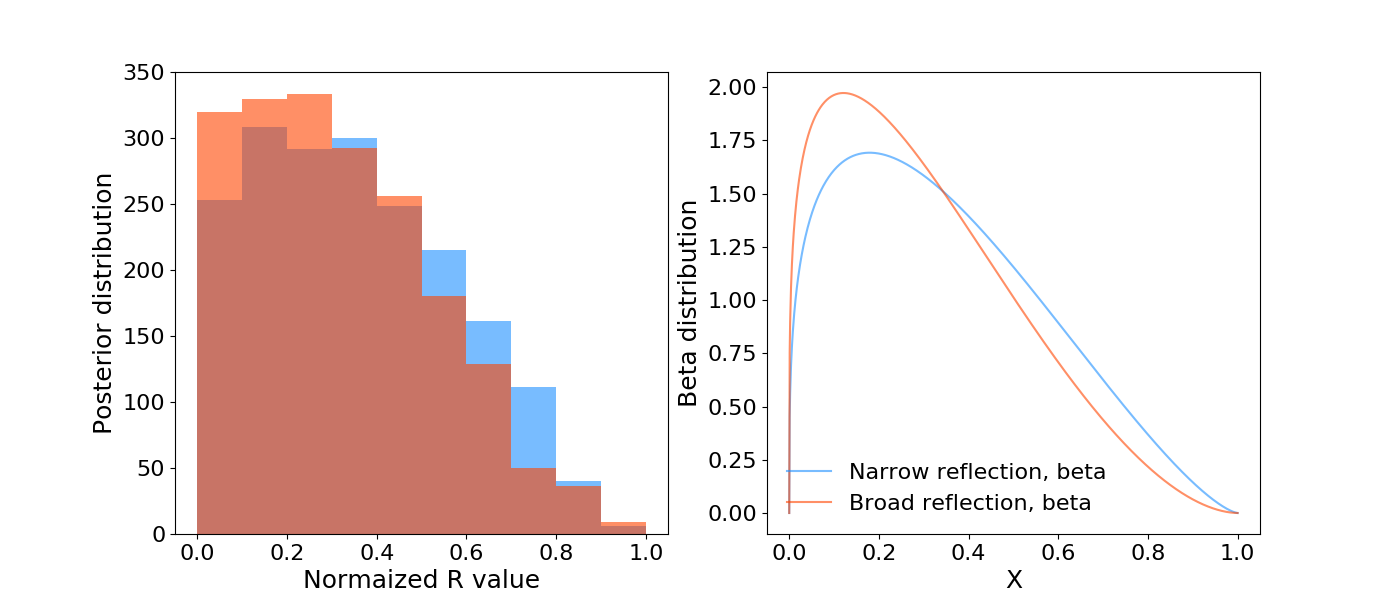 350
300
250
200
150
100
50
0
0.0 0.2 0.4 0.6 0.8 1.0
Normaized R value
Posterior distribution
2.00
1.75
1.50
1.25
1.00
0.75
0.50
0.25
0.00
0.0 0.2 0.4 0.6 0.8 1.0
X
Beta distribution
Narrow reflection, beta
Broad reflection, beta